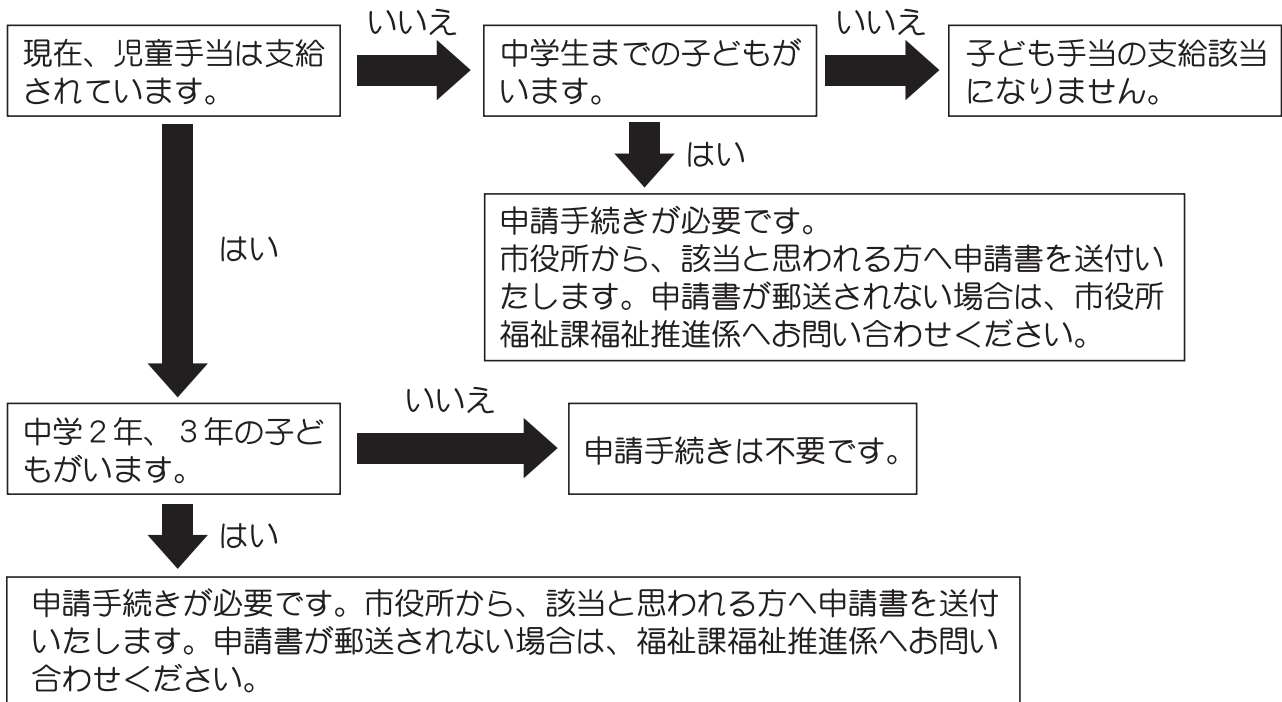 現在、児童手当は支給
されています。
いいえ
中学生までの子どもが
います。
いいえ
子ども手当の支給該当
になりません。
はい
申請手続きが必要です。
市役所から、該当と思われる方へ申請書を送付い
たします。申請書が郵送されない場合は、市役所
福祉課福祉推進係へお問い合わせください。
はい
中学２年、３年の子ど
もがいます。
いいえ
申請手続きは不要です。
はい
申請手続きが必要です。市役所から、該当と思われる方へ申請書を送付
いたします。申請書が郵送されない場合は、福祉課福祉推進係へお問い
合わせください。